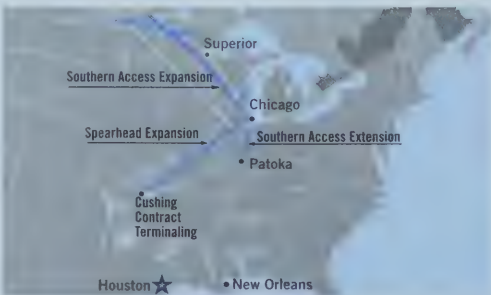 Superior
Southern Access Expansion
Chicago
Spearhead Expansion
Southern Access Extension
Patoka
Cushing
Contract
Terminaling
Houston
New Orleans